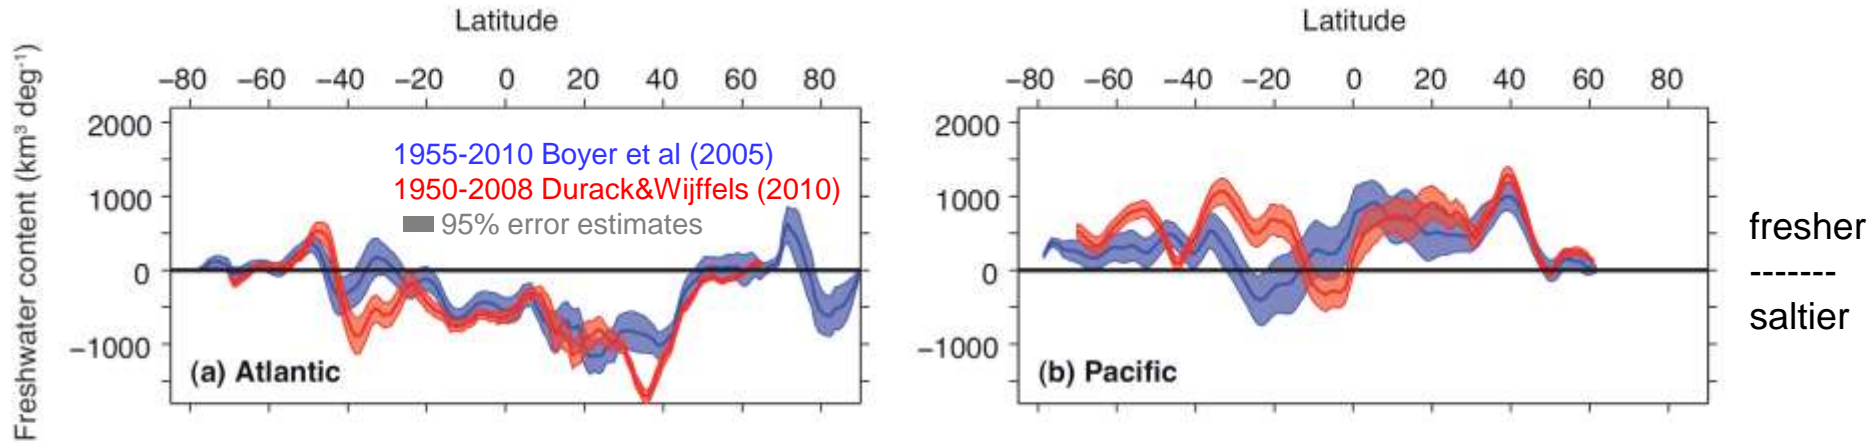 Latitude
−80 −60 −40 −20 0 20 40 60 80
Freshwater content (km³ deg⁻¹)
2000
1000
0
−1000
1955-2010 Boyer et al (2005)
1950-2008 Durack&Wijffels (2010)
95% error estimates
(a) Atlantic
Latitude
−80 −60 −40 −20 0 20 40 60 80
2000
1000
0
−1000
(b) Pacific
fresher
-------
saltier